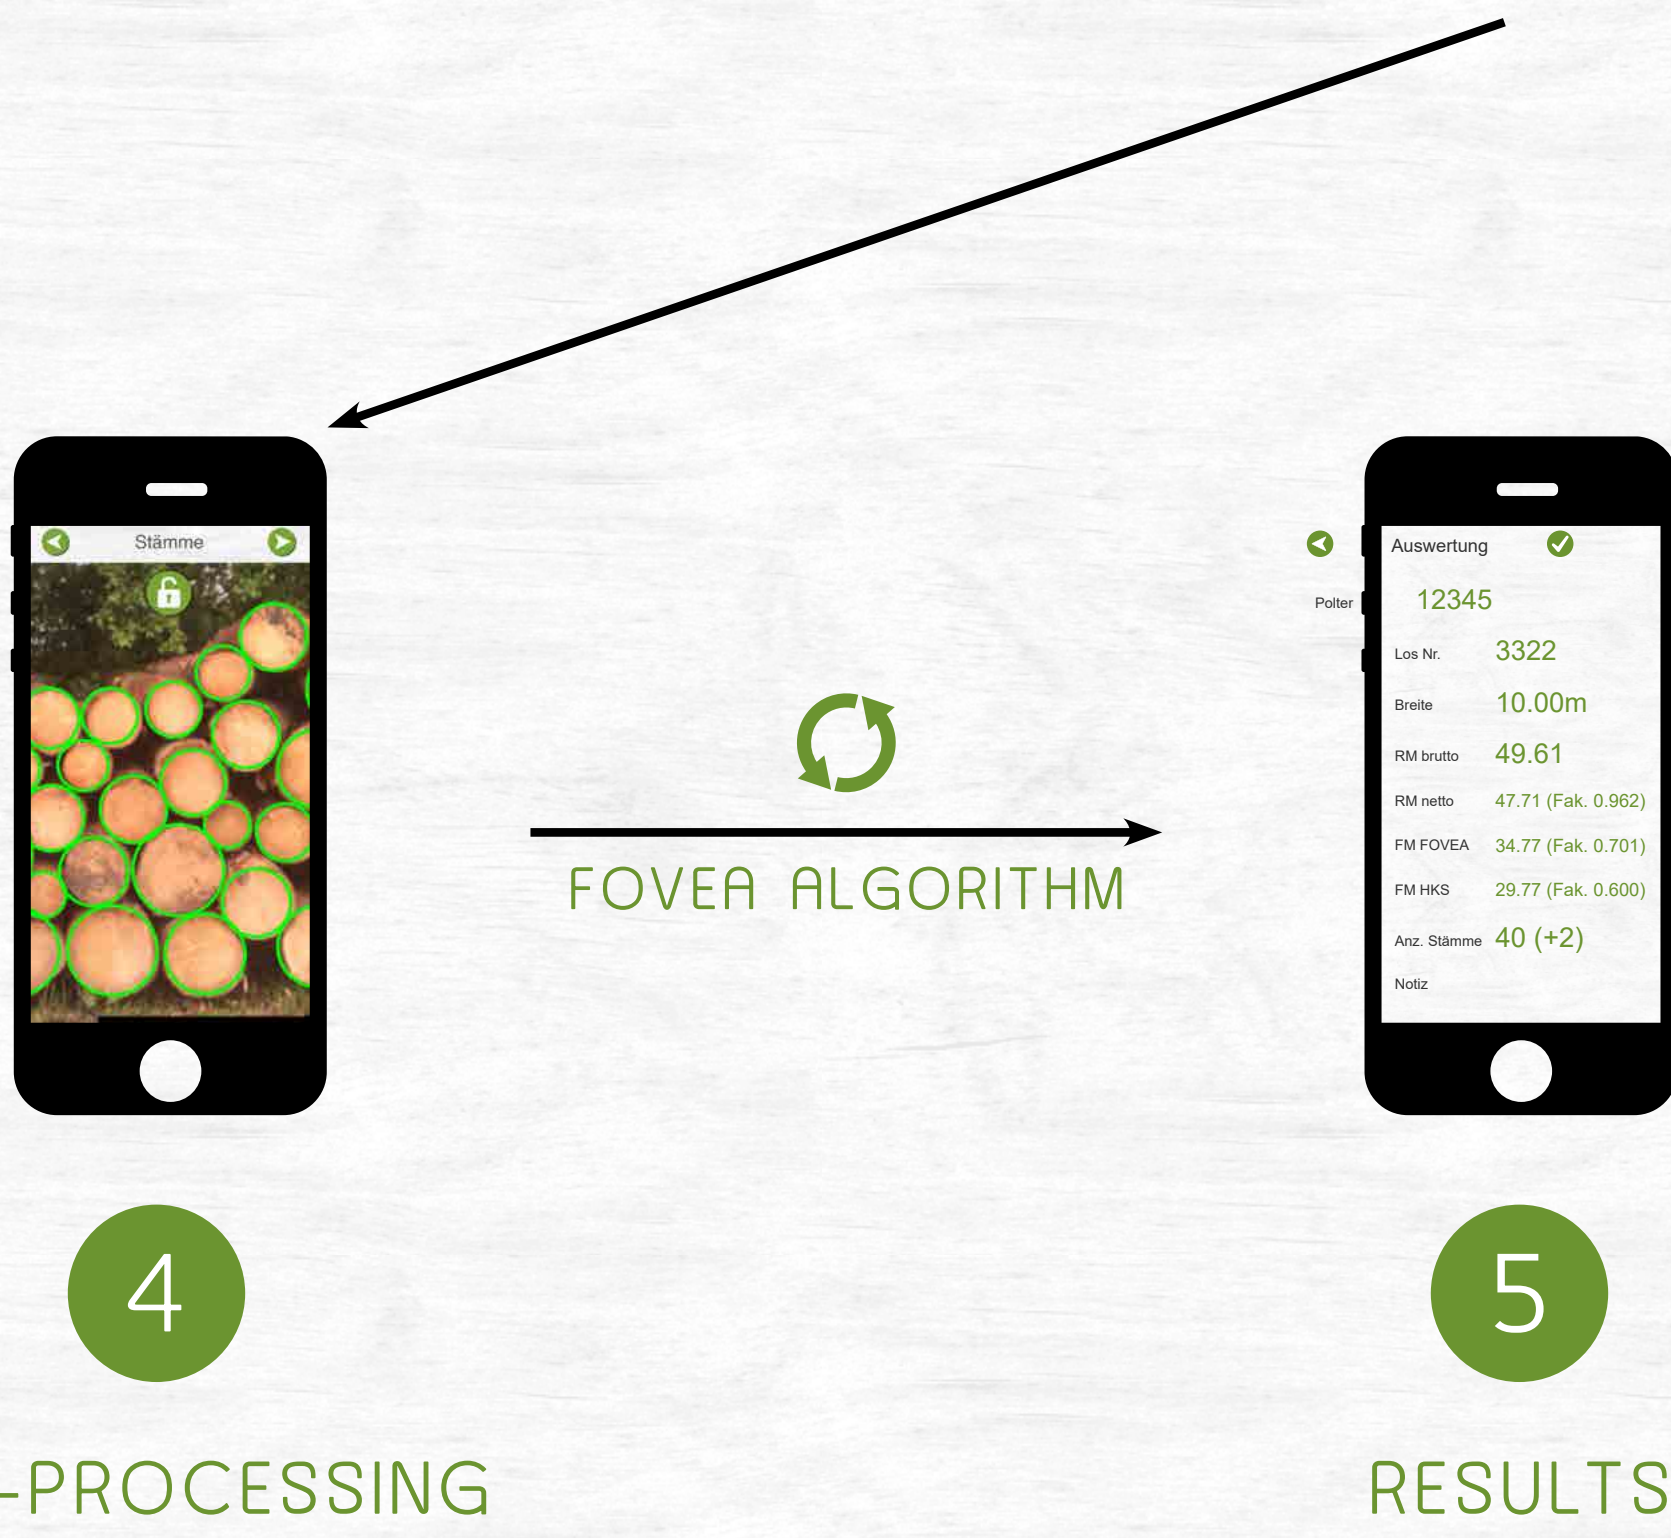 Stämme
Auswertung
Polter 12345
Los Nr. 3322
Breite 10.00m
RM brutto 49.61
RM netto 47.71 (Fak. 0.962)
FM FOVEA 34.77 (Fak. 0.701)
FM HKS 29.77 (Fak. 0.600)
Anz. Stämme 40 (+2)
Notiz
FOVEA ALGORITHM
4
5
-PROCESSING
RESULTS